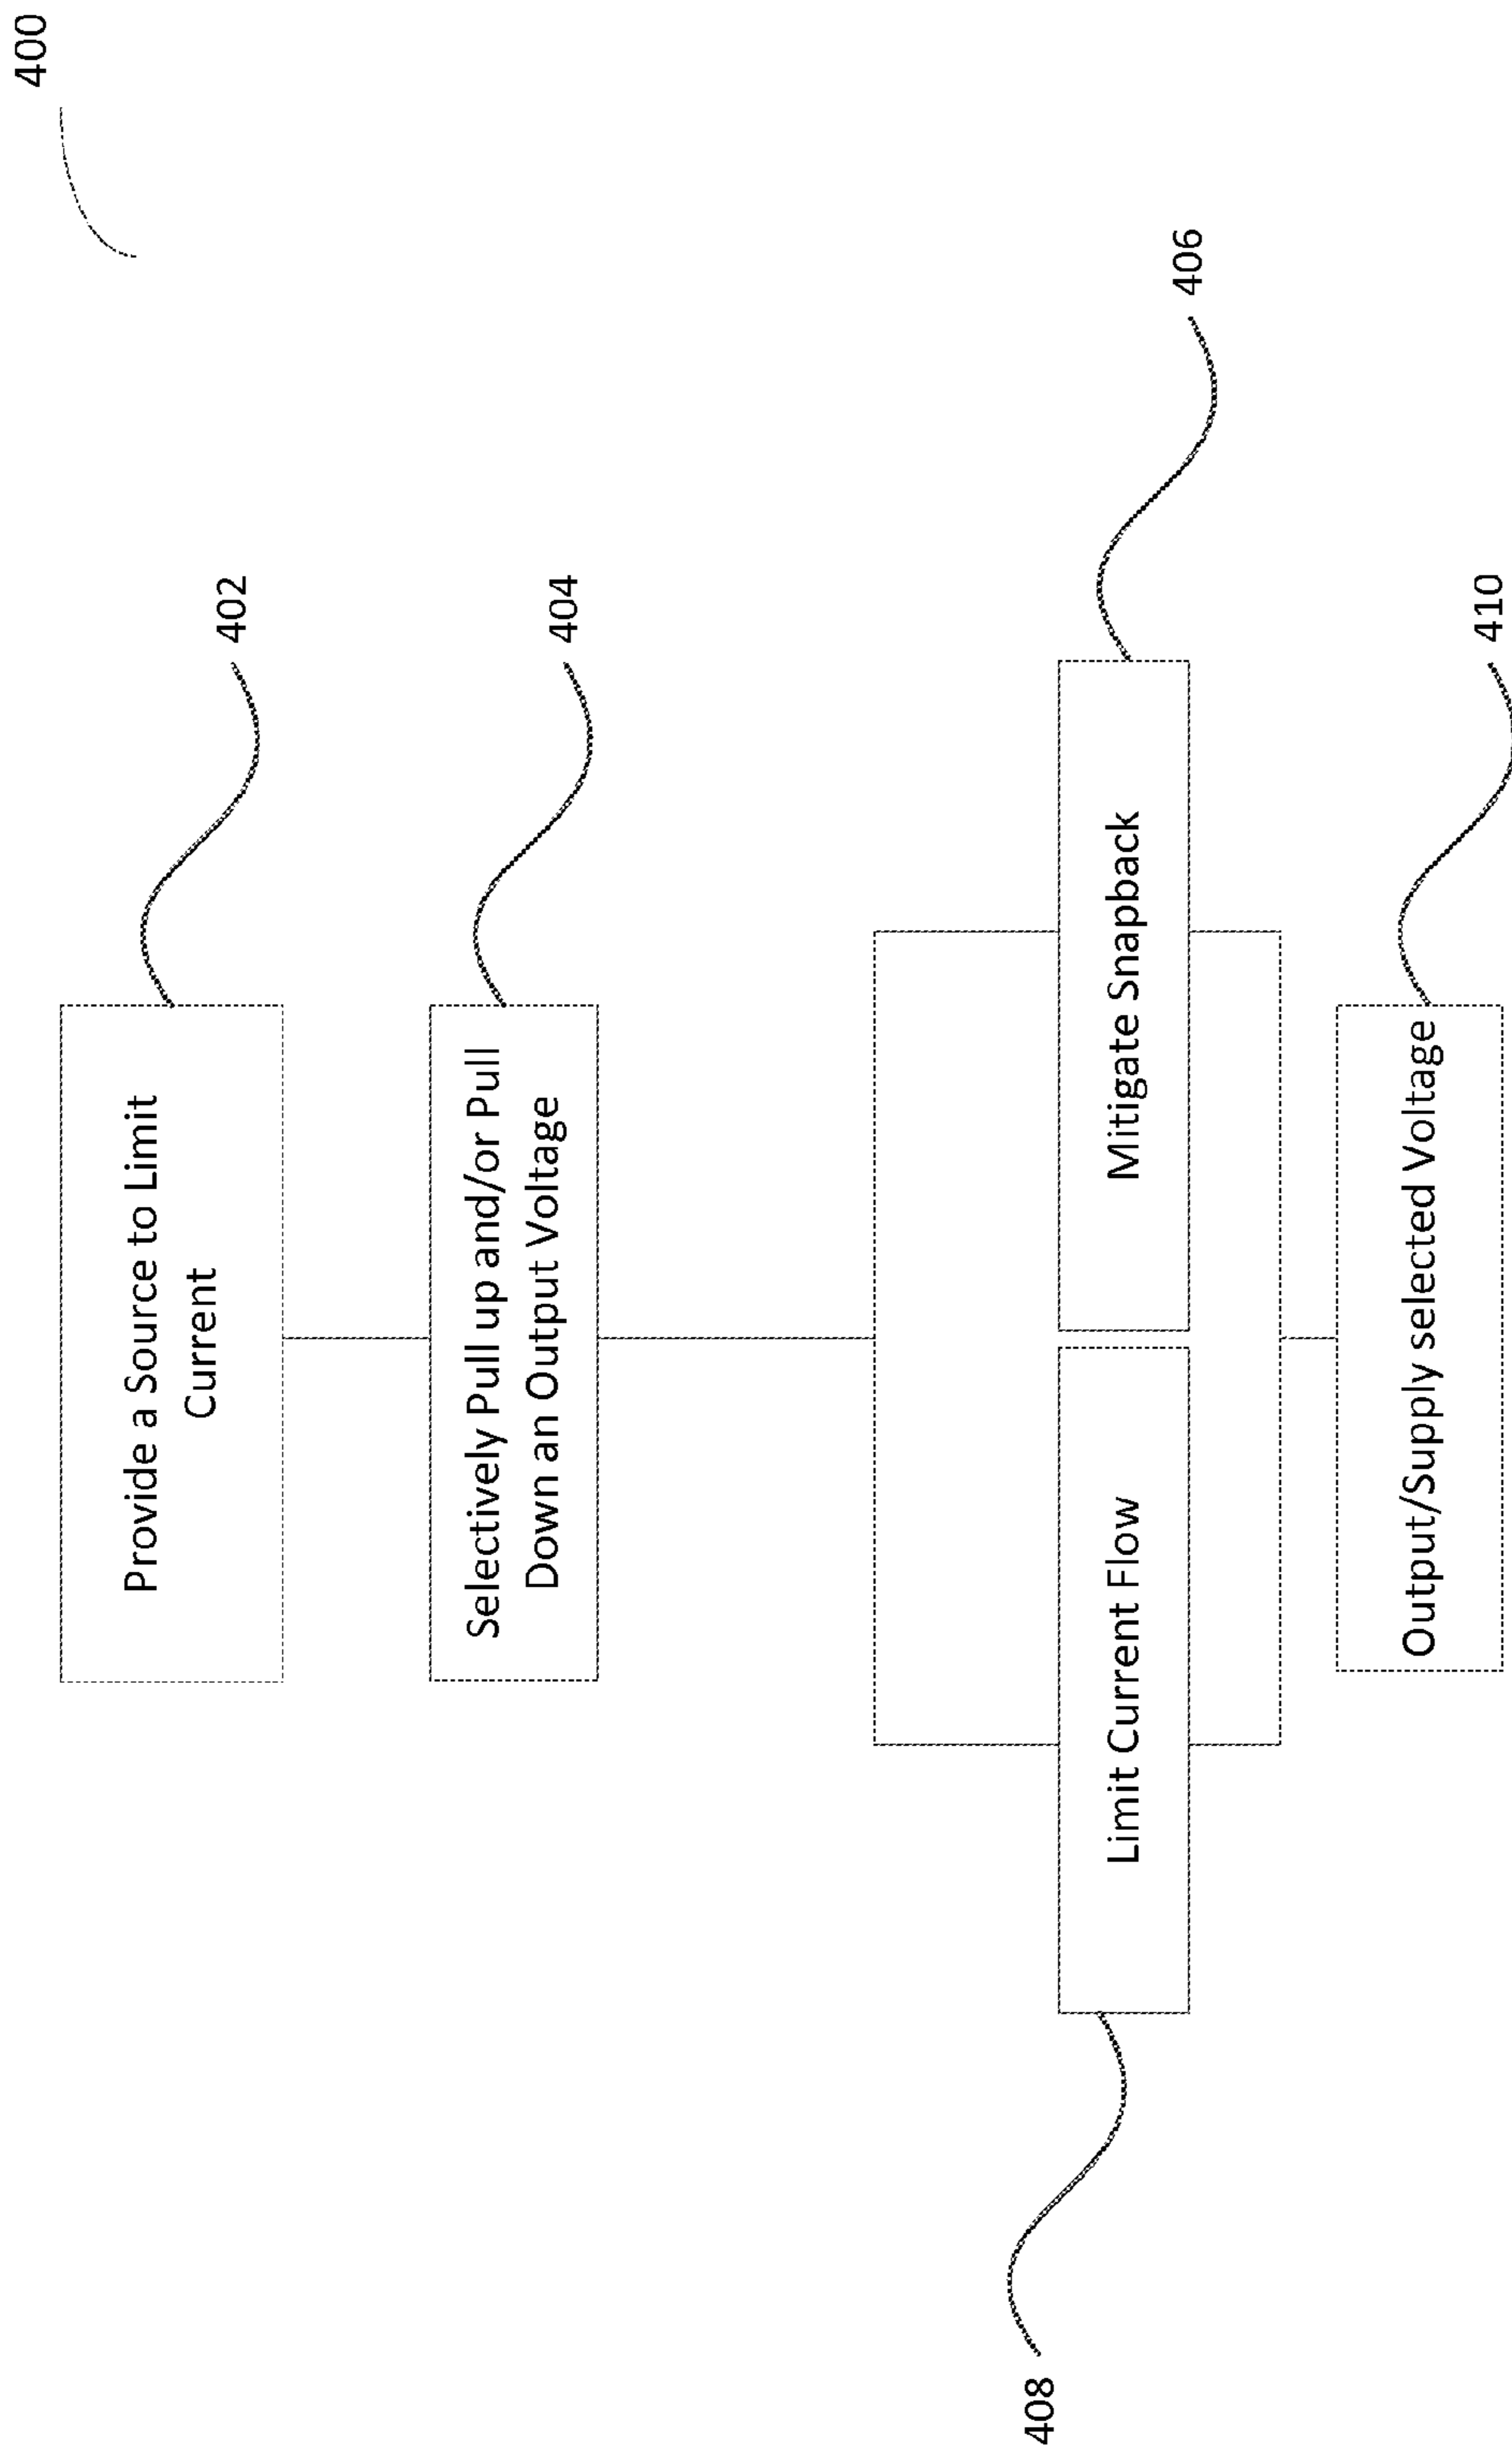 400
Provide a Source to Limit
Current
402
Selectively Pull up and/or Pull
Down an Output Voltage
404
408
Limit Current Flow
Mitigate Snapback
406
Output/Supply selected Voltage
410